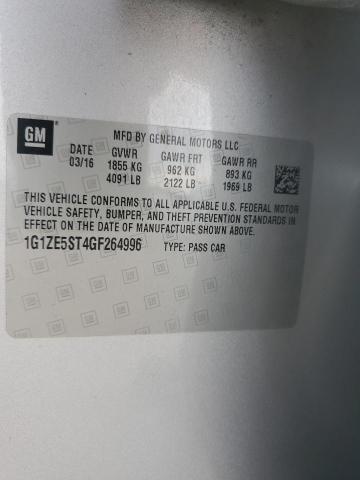 GM
MFD BY GENERAL MOTORS LLC
DATE GVWR GAWR FRT GAWR RR
03/16 1855 KG 962 KG 893 KG
4091 LB 2122 LB 1969 LB
THIS VEHICLE CONFORMS TO ALL APPLICABLE U.S. FEDERAL MOTOR
VEHICLE SAFETY, BUMPER, AND THEFT PREVENTION STANDARDS IN
EFFECT ON THE DATE OF MANUFACTURE SHOWN ABOVE.
1G1ZE5ST4GF264996 TYPE: PASS CAR